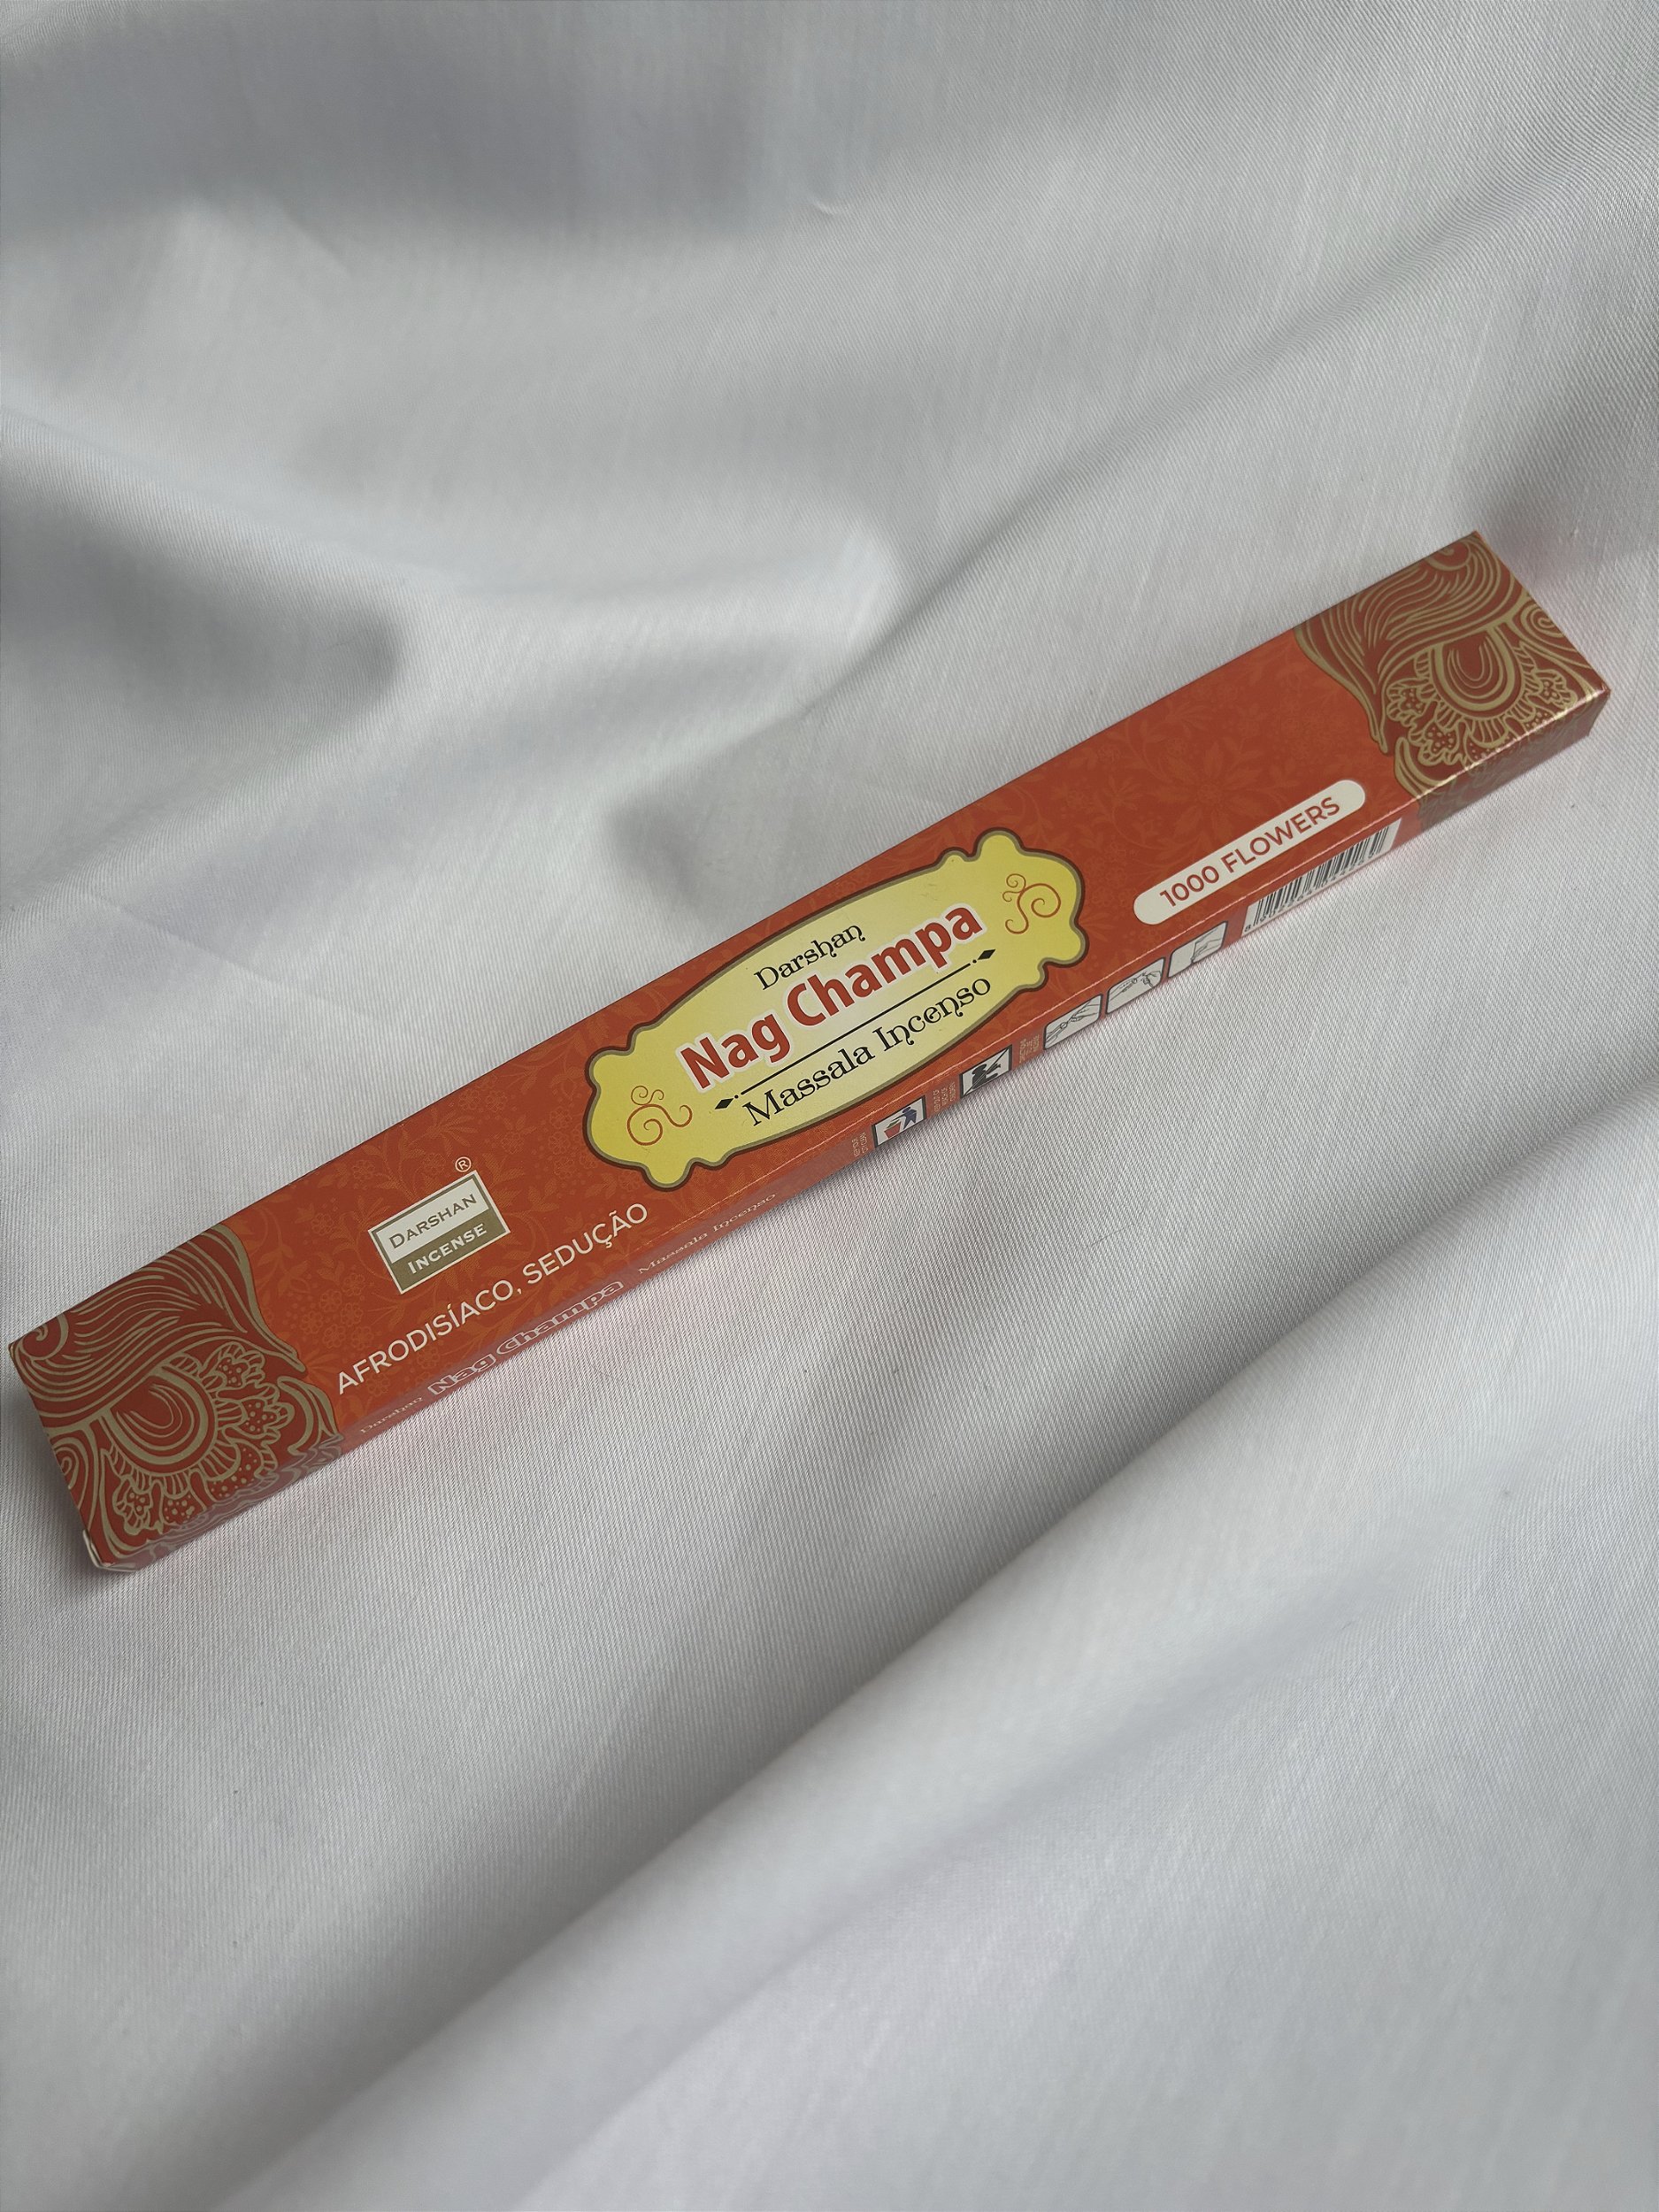 Darshan
Nag Champa
Massala Incenso
1000 FLOWERS
®
DARSHAN
INCENSE
AFRODISÍACO, SEDUÇÃO
Darshan Nag Champa Massala Incenso